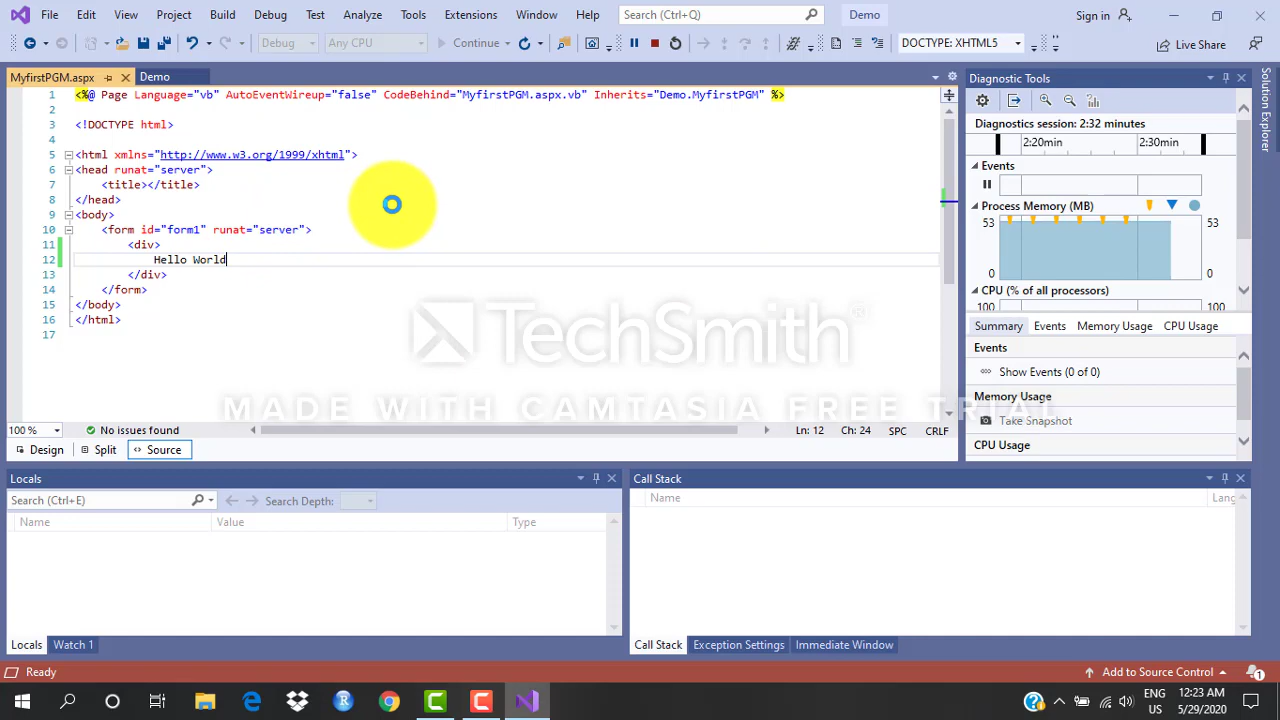 File Edit View Project Build Debug Test Analyze Tools Extensions Window Help Search (Ctrl+Q) Demo Sign in
Debug Any CPU Continue DOCTYPE: XHTML5 Live Share
MyfirstPGM.aspx Demo
1 <%@ Page Language="vb" AutoEventWireup="false" CodeBehind="MyfirstPGM.aspx.vb" Inherits="Demo.MyfirstPGM" %>
2
3 <!DOCTYPE html>
4
5 <html xmlns="http://www.w3.org/1999/xhtml">
6 <head runat="server">
7 <title></title>
8 </head>
9 <body>
10 <form id="form1" runat="server">
11 <div>
12 Hello World
13 </div>
14 </form>
15 </body>
16 </html>
17
TechSmith®
MADE WITH CAMTASIA FREE TRIAL
100 % No issues found Ln: 12 Ch: 24 SPC CRLF
Design Split Source
Diagnostic Tools
Diagnostics session: 2:32 minutes
2:20min 2:30min
Events
Process Memory (MB)
53 53
0 0
CPU (% of all processors)
100 100
Summary Events Memory Usage CPU Usage
Events
Show Events (0 of 0)
Memory Usage
Take Snapshot
CPU Usage
Solution Explorer
Locals
Search (Ctrl+E) Search Depth:
Name Value Type
Locals Watch 1
Call Stack
Name Lang
Call Stack Exception Settings Immediate Window
Ready Add to Source Control 1
ENG US 12:23 AM 5/29/2020